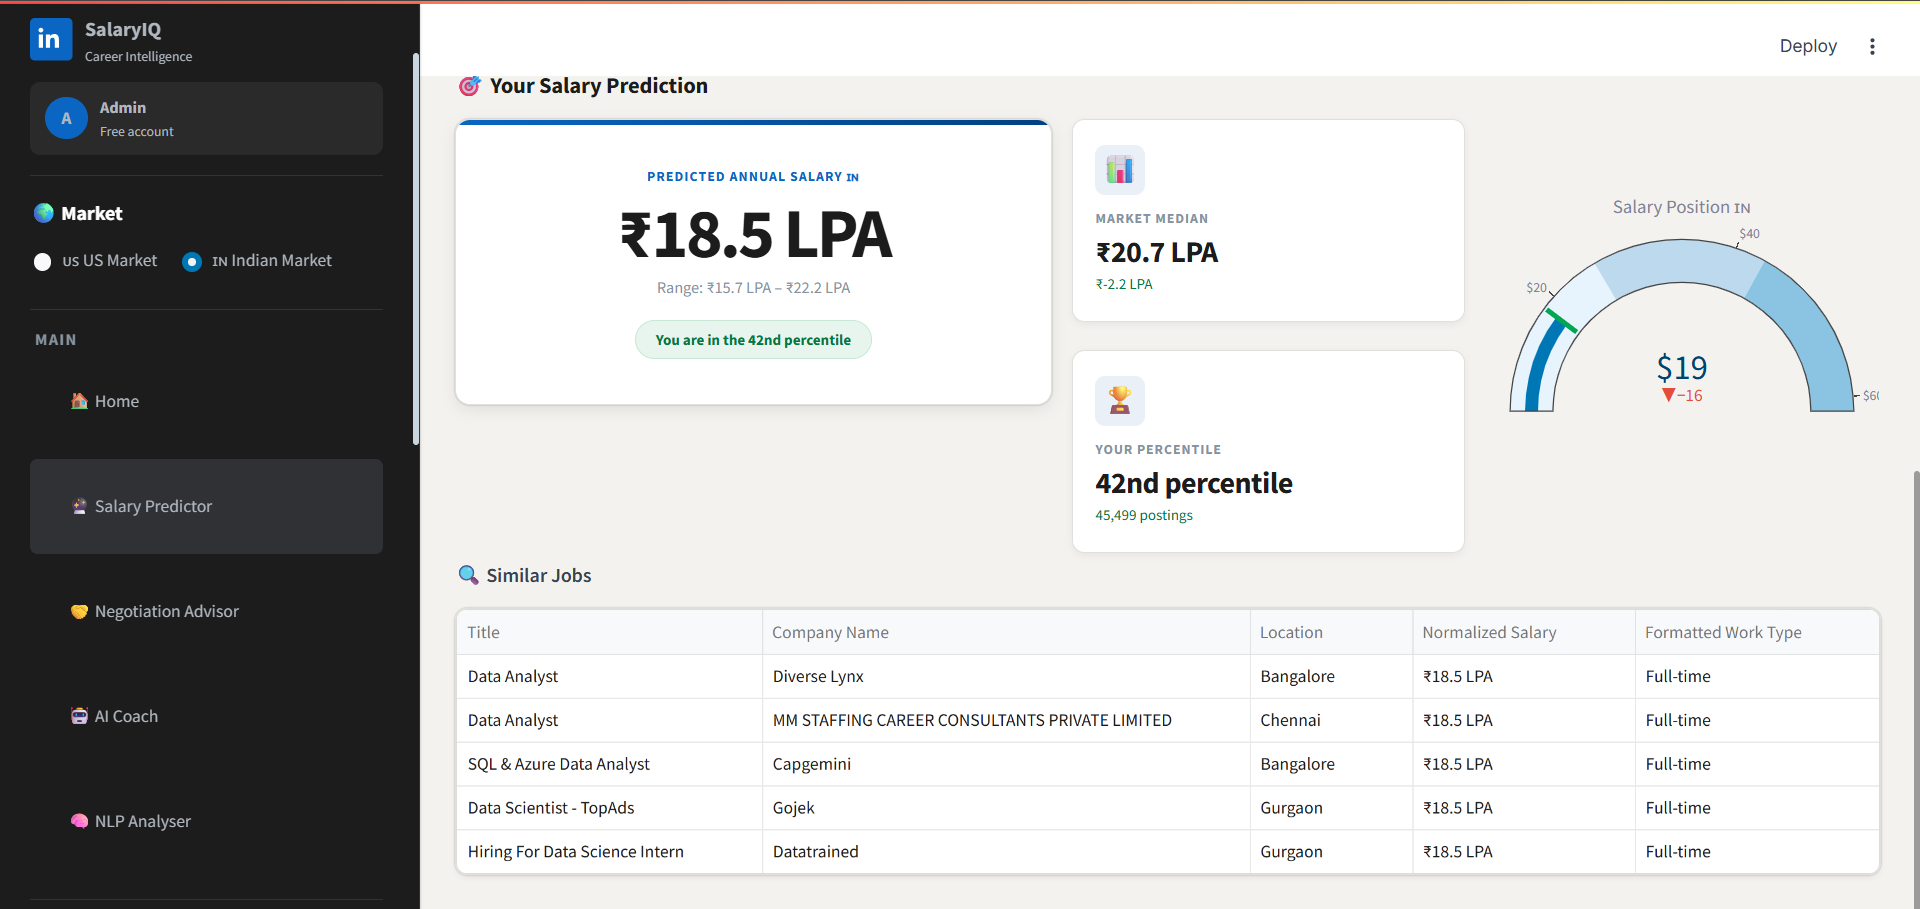 in
SalaryIQ
Career Intelligence
A
Admin
Free account
Market
US US Market
IN Indian Market
MAIN
Home
Salary Predictor
Negotiation Advisor
AI Coach
NLP Analyser
Deploy
Your Salary Prediction
PREDICTED ANNUAL SALARY IN
₹18.5 LPA
Range: ₹15.7 LPA – ₹22.2 LPA
You are in the 42nd percentile
MARKET MEDIAN
₹20.7 LPA
₹-2.2 LPA
YOUR PERCENTILE
42nd percentile
45,499 postings
Salary Position IN
$40
$20
$19
▼−16
Similar Jobs
Title Company Name Location Normalized Salary Formatted Work Type
Data Analyst Diverse Lynx Bangalore ₹18.5 LPA Full-time
Data Analyst MM STAFFING CAREER CONSULTANTS PRIVATE LIMITED Chennai ₹18.5 LPA Full-time
SQL & Azure Data Analyst Capgemini Bangalore ₹18.5 LPA Full-time
Data Scientist - TopAds Gojek Gurgaon ₹18.5 LPA Full-time
Hiring For Data Science Intern Datatrained Gurgaon ₹18.5 LPA Full-time